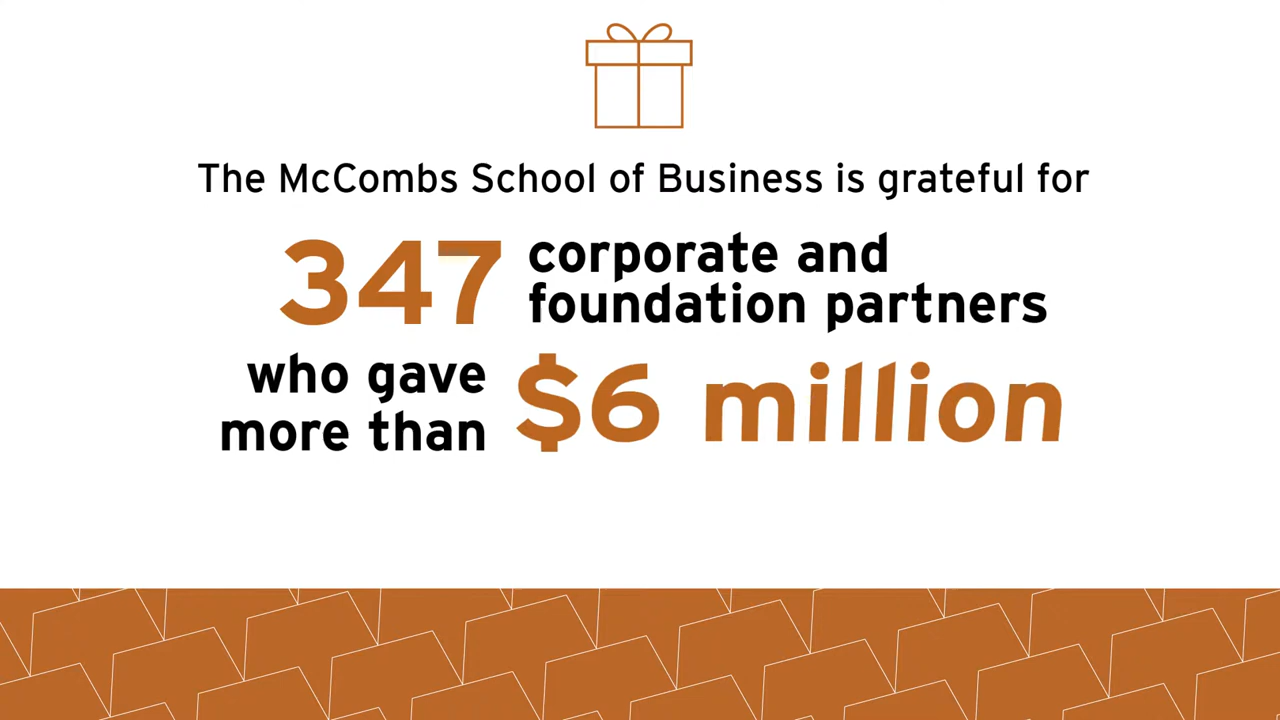 The McCombs School of Business is grateful for
347 corporate and
foundation partners
who gave
more than $6 million